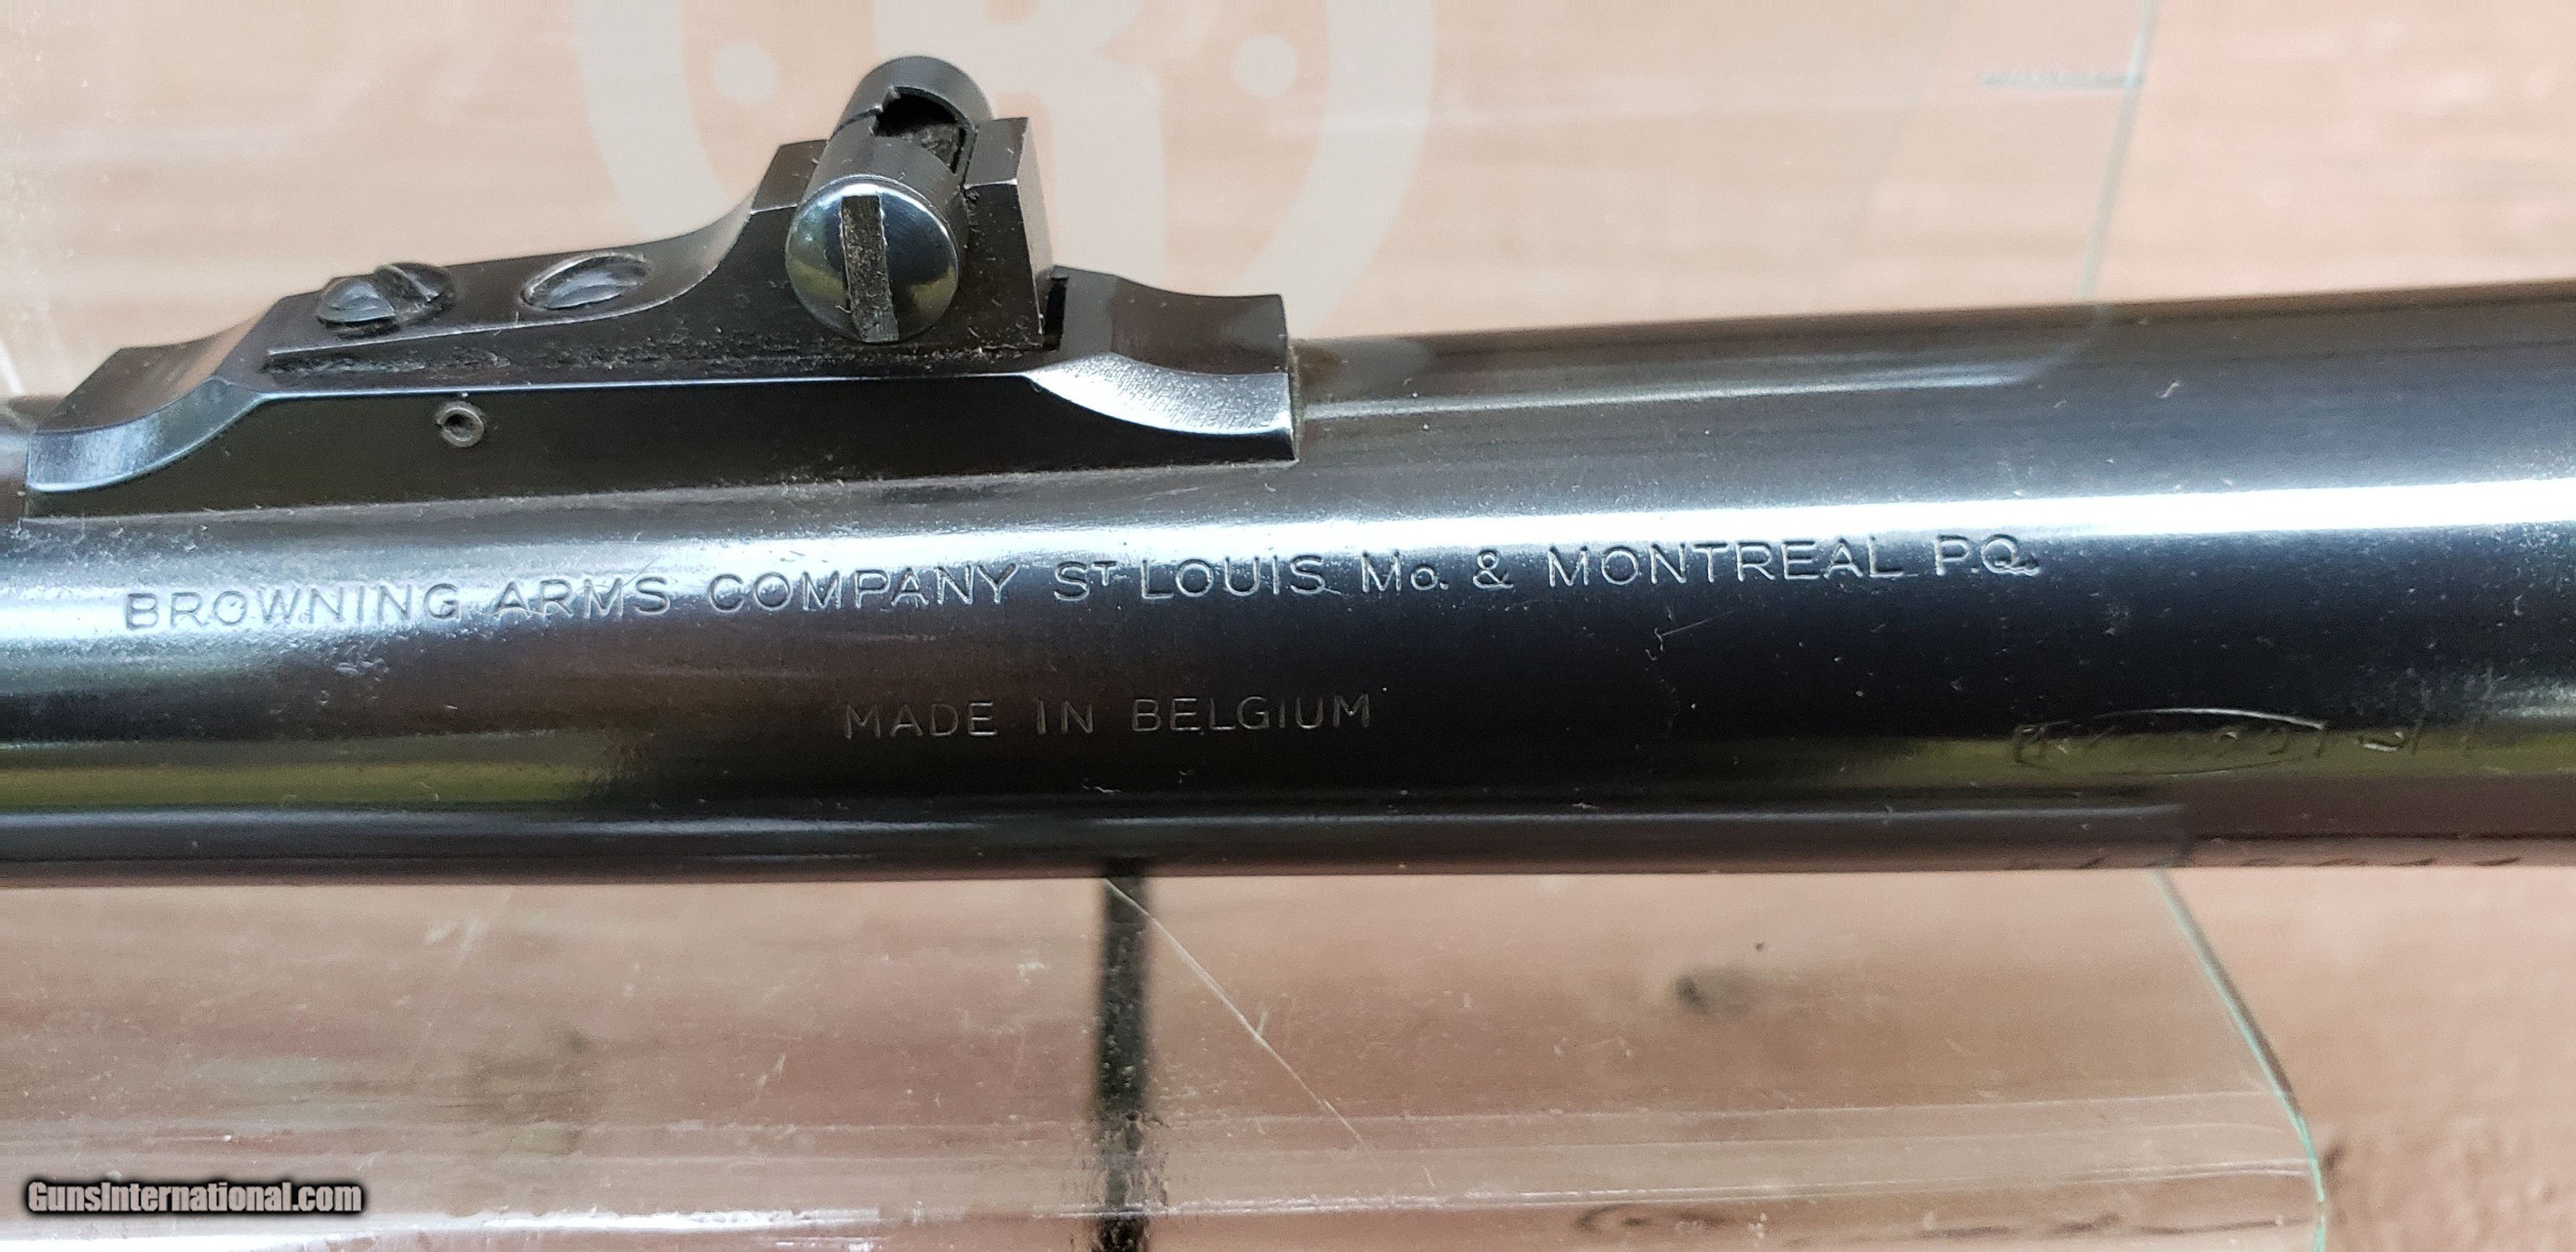 R
BROWNING ARMS COMPANY ST LOUIS Mo. & MONTREAL P.Q.
MADE IN BELGIUM
GunsInternational.com